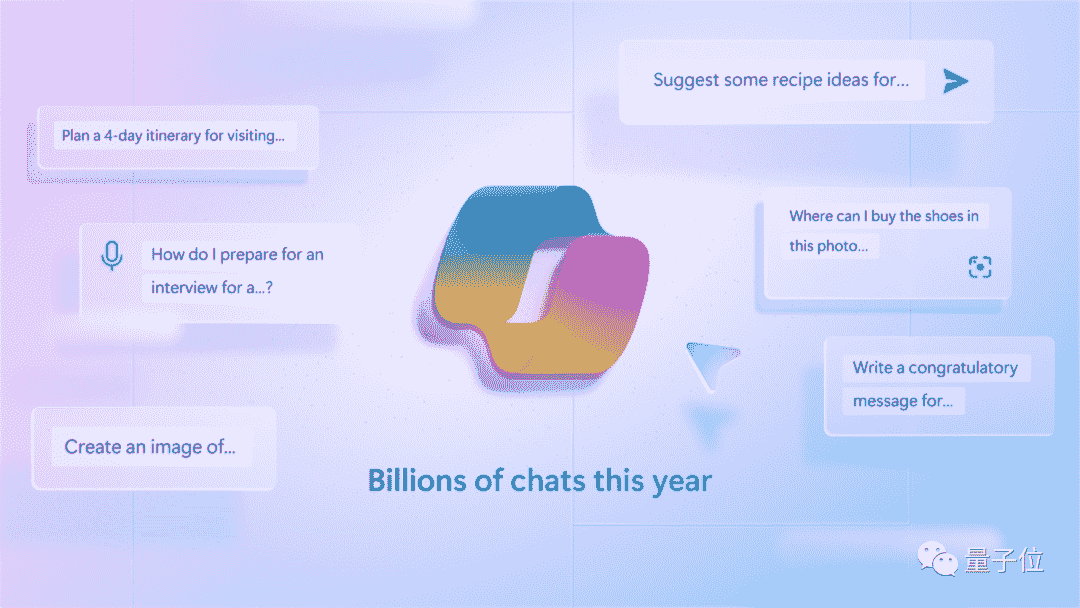 Suggest some recipe ideas for...
Plan a 4-day itinerary for visiting...
Where can I buy the shoes in
this photo...
How do I prepare for an
interview for a...?
Write a congratulatory
message for...
Create an image of...
Billions of chats this year
量子位